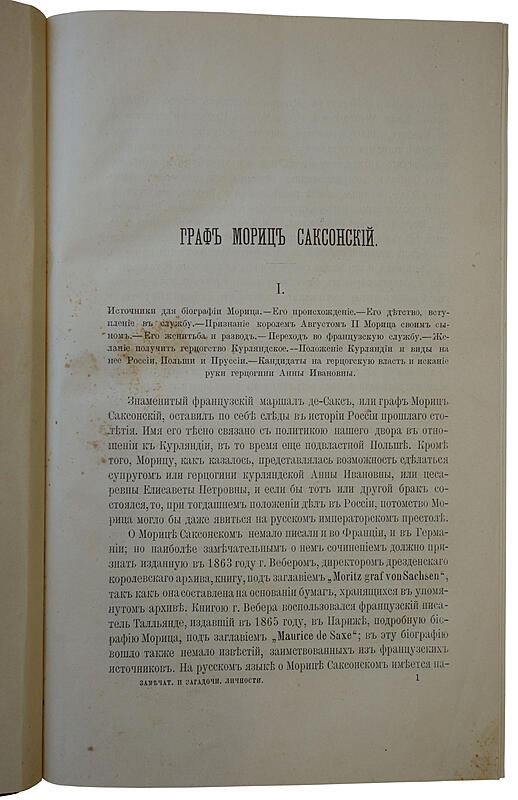 ГРАФЪ МОРИЦЪ САКСОНСКІЙ.
I.
Источники для біографіи Морица.—Его происхожденіе.—Его дѣтство, всту-
пленіе въ службу.—Признаніе королемъ Августомъ II Морица своимъ сы-
номъ.—Его женитьба и разводъ.—Переходъ во французскую службу.—Же-
ланіе получить герцогство Курляндское.—Положеніе Курляндіи и виды на
нее Россіи, Польши и Пруссіи.—Кандидаты на герцогскую власть и исканіе
руки герцогини Анны Ивановны.
Знаменитый французскій маршалъ де-Саксъ, или графъ Морицъ
Саксонскій, оставилъ по себѣ слѣды въ исторіи Россіи прошлаго сто-
лѣтія. Имя его тѣсно связано съ политикою нашего двора въ отно-
шеніи къ Курляндіи, въ то время еще подвластной Польшѣ. Кромѣ
того, Морицу, какъ казалось, представлялась возможность сдѣлаться
супругомъ или герцогини курляндской Анны Ивановны, или цеса-
ревны Елисаветы Петровны, и если бы тотъ или другой бракъ со-
стоялся, то, при тогдашнемъ положеніи дѣлъ въ Россіи, потомство Мо-
рица могло бы даже явиться на русскомъ императорскомъ престолѣ.
О Морицѣ Саксонскомъ немало писали и во Франціи, и въ Герма-
ніи; но наиболѣе замѣчательнымъ о немъ сочиненіемъ должно при-
знать изданную въ 1863 году г. Веберомъ, директоромъ дрезденскаго
королевскаго архива, книгу, подъ заглавіемъ „Moritz graf von Sachsen“,
такъ какъ она составлена на основаніи бумагъ, хранящихся въ упомя-
нутомъ архивѣ. Книгою г. Вебера воспользовался французскій писа-
тель Талльянде, издавшій въ 1865 году, въ Парижѣ, подробную біо-
графію Морица, подъ заглавіемъ „Maurice de Saxe“; въ эту біографію
вошло также немало извѣстій, заимствованныхъ изъ французскихъ
источниковъ. На русскомъ языкѣ о Морицѣ Саксонскомъ имѣется на-
ЗАМѢЧАТ. И ЗАГАДОЧН. ЛИЧНОСТИ. 1